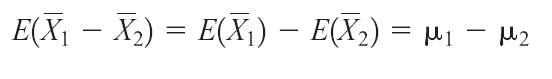 E(X̅₁ − X̅₂) = E(X̅₁) − E(X̅₂) = μ₁ − μ₂